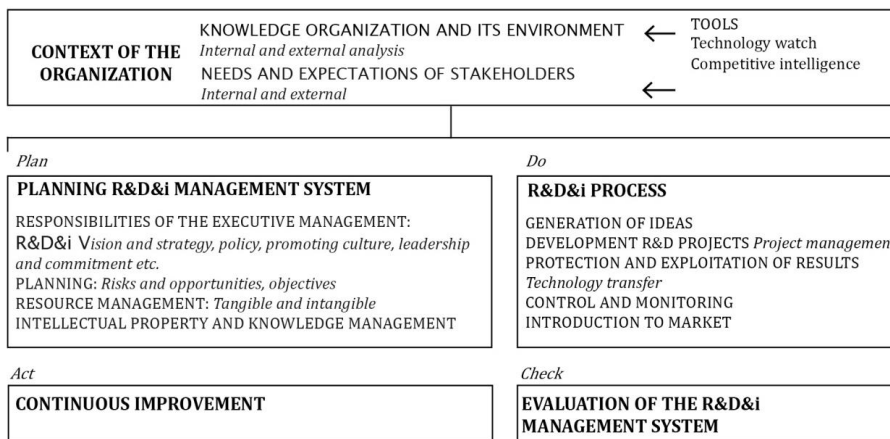 CONTEXT OF THE
ORGANIZATION
KNOWLEDGE ORGANIZATION AND ITS ENVIRONMENT
Internal and external analysis
NEEDS AND EXPECTATIONS OF STAKEHOLDERS
Internal and external
TOOLS
Technology watch
Competitive intelligence
Plan
PLANNING R&D&i MANAGEMENT SYSTEM
RESPONSIBILITIES OF THE EXECUTIVE MANAGEMENT:
R&D&i Vision and strategy, policy, promoting culture, leadership
and commitment etc.
PLANNING: Risks and opportunities, objectives
RESOURCE MANAGEMENT: Tangible and intangible
INTELLECTUAL PROPERTY AND KNOWLEDGE MANAGEMENT
Do
R&D&i PROCESS
GENERATION OF IDEAS
DEVELOPMENT R&D PROJECTS Project management
PROTECTION AND EXPLOITATION OF RESULTS
Technology transfer
CONTROL AND MONITORING
INTRODUCTION TO MARKET
Act
CONTINUOUS IMPROVEMENT
Check
EVALUATION OF THE R&D&i
MANAGEMENT SYSTEM